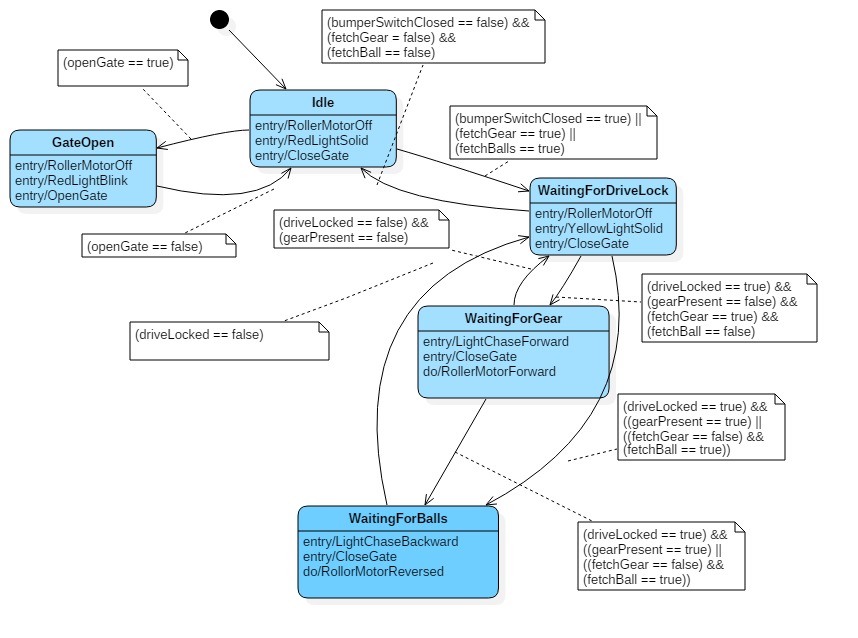 (bumperSwitchClosed == false) &&
(fetchGear = false) &&
(fetchBall == false)
(openGate == true)
Idle
entry/RollerMotorOff
entry/RedLightSolid
entry/CloseGate
(bumperSwitchClosed == true) ||
(fetchGear == true) ||
(fetchBalls == true)
GateOpen
entry/RollerMotorOff
entry/RedLightBlink
entry/OpenGate
WaitingForDriveLock
entry/RollerMotorOff
entry/YellowLightSolid
entry/CloseGate
(driveLocked == false) &&
(gearPresent == false)
(openGate == false)
(driveLocked == true) &&
(gearPresent == false) &&
(fetchGear == true) &&
(fetchBall == false)
WaitingForGear
entry/LightChaseForward
entry/CloseGate
do/RollerMotorForward
(driveLocked == false)
(driveLocked == true) &&
((gearPresent == true) ||
((fetchGear == false) &&
(fetchBall == true))
WaitingForBalls
entry/LightChaseBackward
entry/CloseGate
do/RollorMotorReversed
(driveLocked == true) &&
((gearPresent == true) ||
((fetchGear == false) &&
(fetchBall == true))